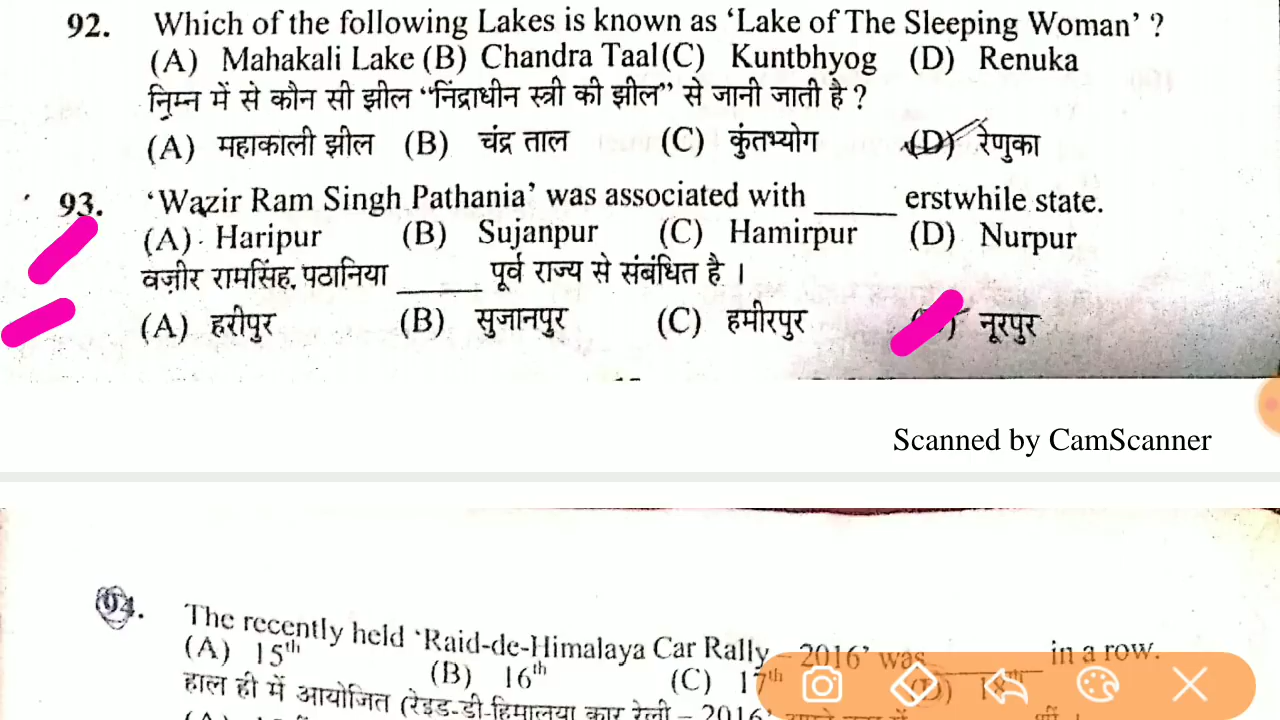 92. Which of the following Lakes is known as 'Lake of The Sleeping Woman' ?
(A) Mahakali Lake (B) Chandra Taal (C) Kuntbhyog (D) Renuka
निम्न में से कौन सी झील "निंद्राधीन स्त्री की झील" से जानी जाती है ?
(A) महाकाली झील (B) चंद्र ताल (C) कुंतभ्योग (D) रेणुका
93. 'Wazir Ram Singh Pathania' was associated with _____ erstwhile state.
(A) Haripur (B) Sujanpur (C) Hamirpur (D) Nurpur
वज़ीर रामसिंह पठानिया _____ पूर्व राज्य से संबंधित है ।
(A) हरीपुर (B) सुजानपुर (C) हमीरपुर नूरपुर
Scanned by CamScanner
94. The recently held 'Raid-de-Himalaya Car Rally – 2016' was _____ in a row.
(A) 15th (B) 16th (C) 17th (D) 18th
हाल ही में आयोजित (रेइड-डी-हिमालया कार रेली – 2016'